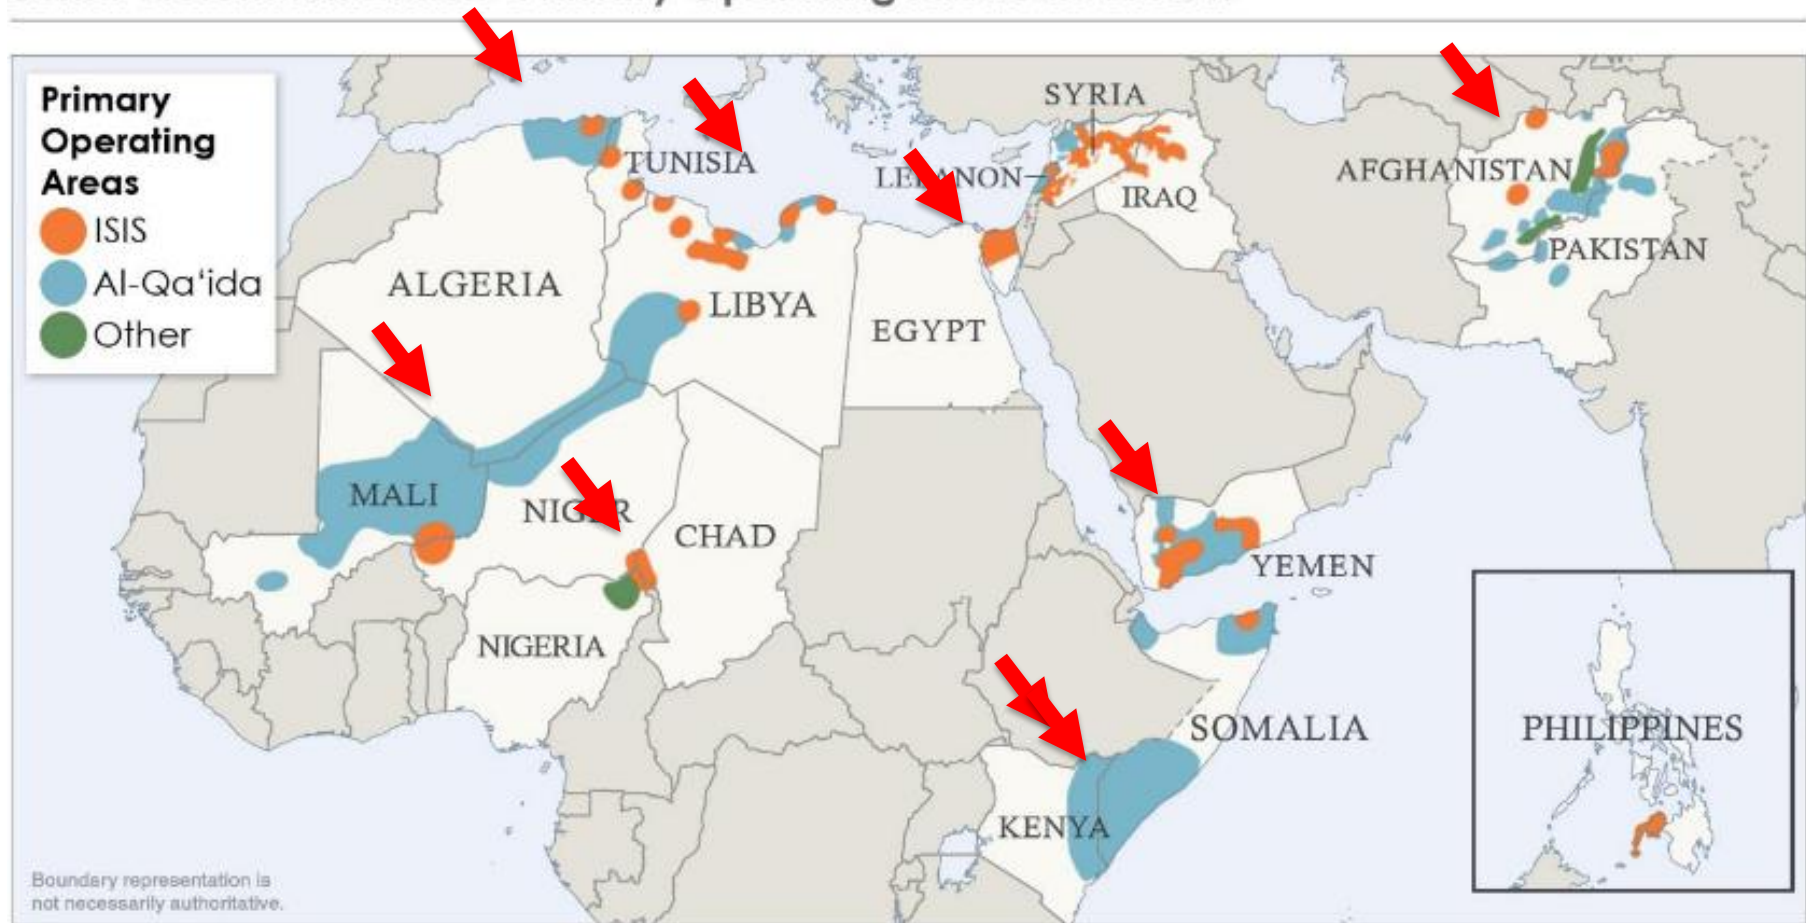 Primary
Operating
Areas
ISIS
Al-Qa‘ida
Other
SYRIA
TUNISIA
LEBANON
AFGHANISTAN
IRAQ
PAKISTAN
ALGERIA
LIBYA
EGYPT
MALI
NIGER
CHAD
YEMEN
NIGERIA
SOMALIA
PHILIPPINES
KENYA
Boundary representation is
not necessarily authoritative.